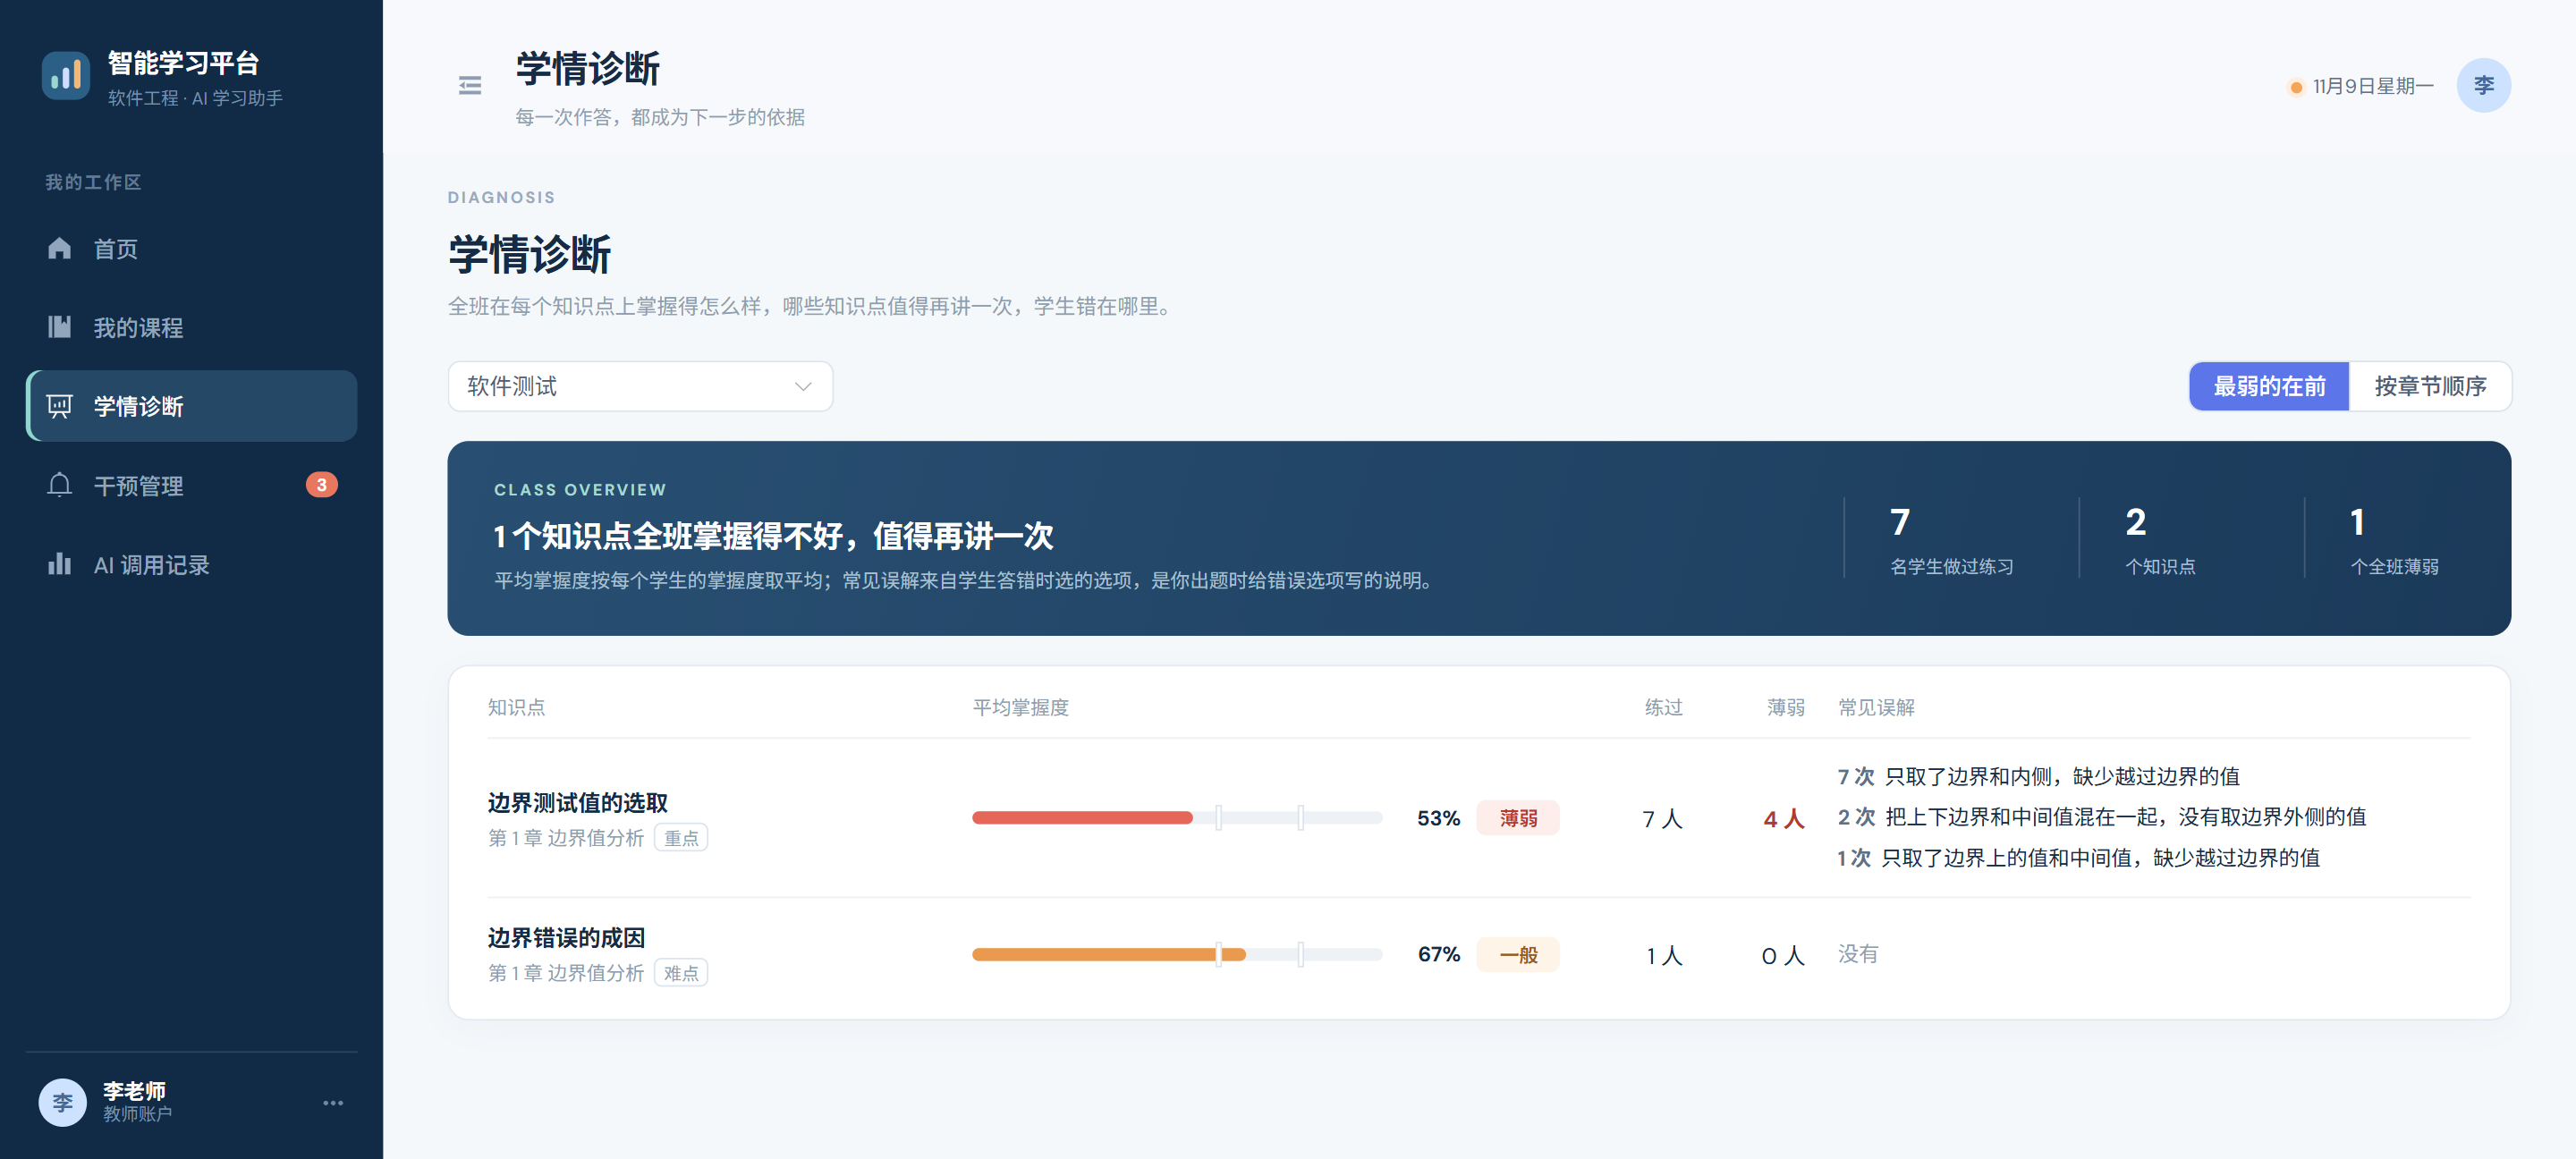 智能学习平台
软件工程 · AI 学习助手
我的工作区
首页
我的课程
学情诊断
干预管理 3
AI 调用记录
李
李老师
教师账户
学情诊断
每一次作答，都成为下一步的依据
11月9日星期一 李
DIAGNOSIS
学情诊断
全班在每个知识点上掌握得怎么样，哪些知识点值得再讲一次，学生错在哪里。
软件测试
最弱的在前 按章节顺序
CLASS OVERVIEW
1 个知识点全班掌握得不好，值得再讲一次
平均掌握度按每个学生的掌握度取平均；常见误解来自学生答错时选的选项，是你出题时给错误选项写的说明。
7
名学生做过练习
2
个知识点
1
个全班薄弱
知识点 平均掌握度 练过 薄弱 常见误解
边界测试值的选取
第 1 章 边界值分析 重点
53% 薄弱 7 人 4 人
7 次 只取了边界和内侧，缺少越过边界的值
2 次 把上下边界和中间值混在一起，没有取边界外侧的值
1 次 只取了边界上的值和中间值，缺少越过边界的值
边界错误的成因
第 1 章 边界值分析 难点
67% 一般 1 人 0 人 没有